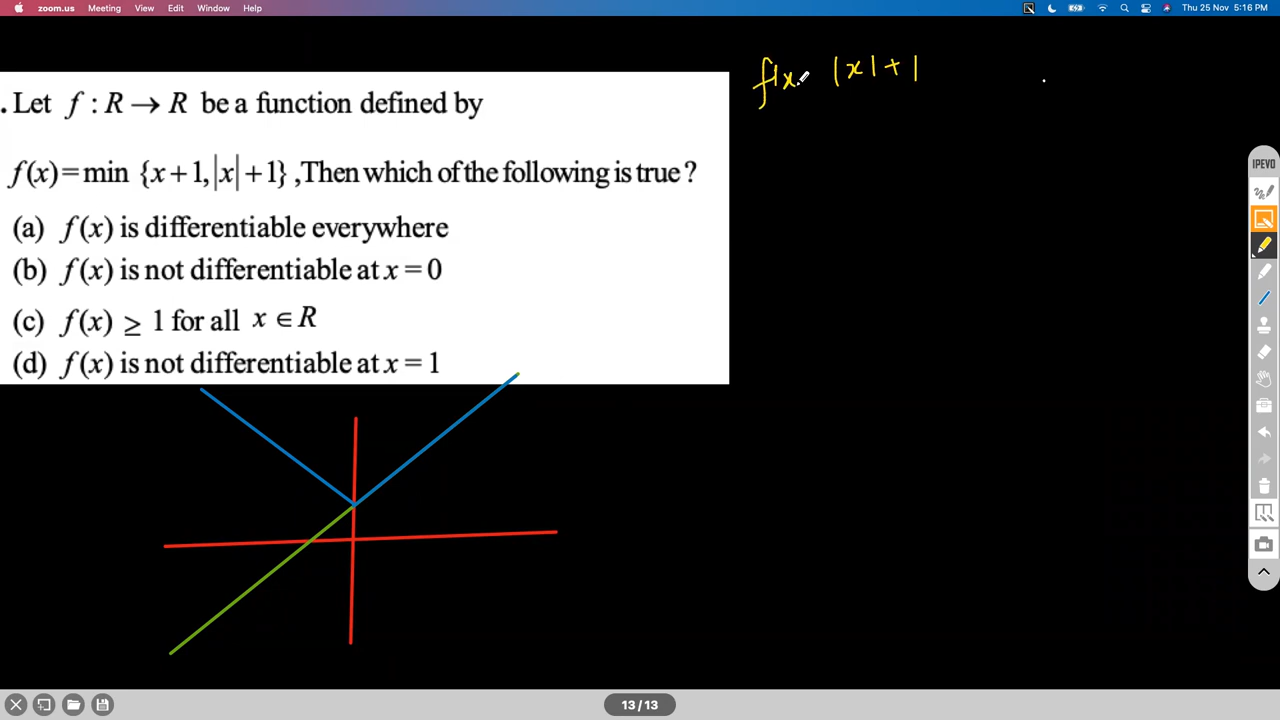 zoom.us Meeting View Edit Window Help Thu 25 Nov 5:16 PM
f(x |x|+1
. Let f : R → R be a function defined by
f(x)=min {x+1,|x|+1} ,Then which of the following is true ?
(a) f(x) is differentiable everywhere
(b) f(x) is not differentiable at x = 0
(c) f(x) ≥ 1 for all x ∈ R
(d) f(x) is not differentiable at x = 1
IPEVO
13 / 13